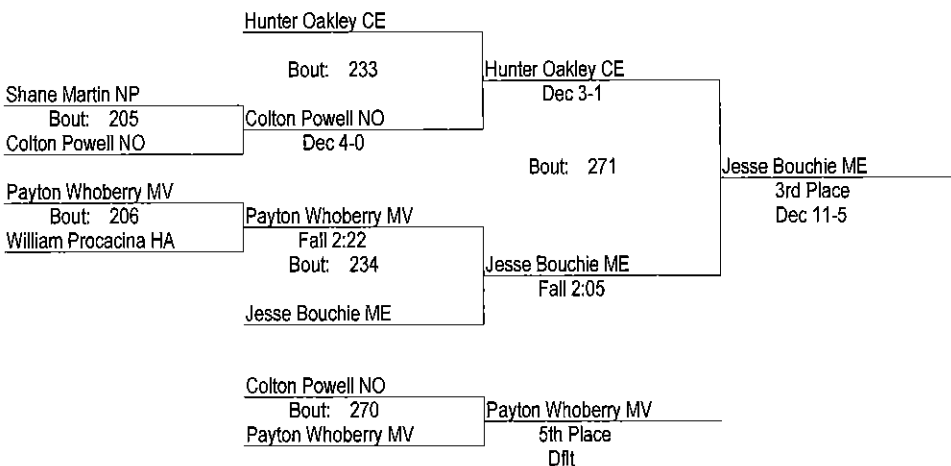 Hunter Oakley CE
Bout: 233
Hunter Oakley CE
Dec 3-1
Shane Martin NP
Bout: 205
Colton Powell NO
Colton Powell NO
Dec 4-0
Bout: 271
Jesse Bouchie ME
3rd Place
Dec 11-5
Payton Whoberry MV
Bout: 206
William Procacina HA
Payton Whoberry MV
Fall 2:22
Bout: 234
Jesse Bouchie ME
Fall 2:05
Jesse Bouchie ME
Colton Powell NO
Bout: 270
Payton Whoberry MV
Payton Whoberry MV
5th Place
Dflt